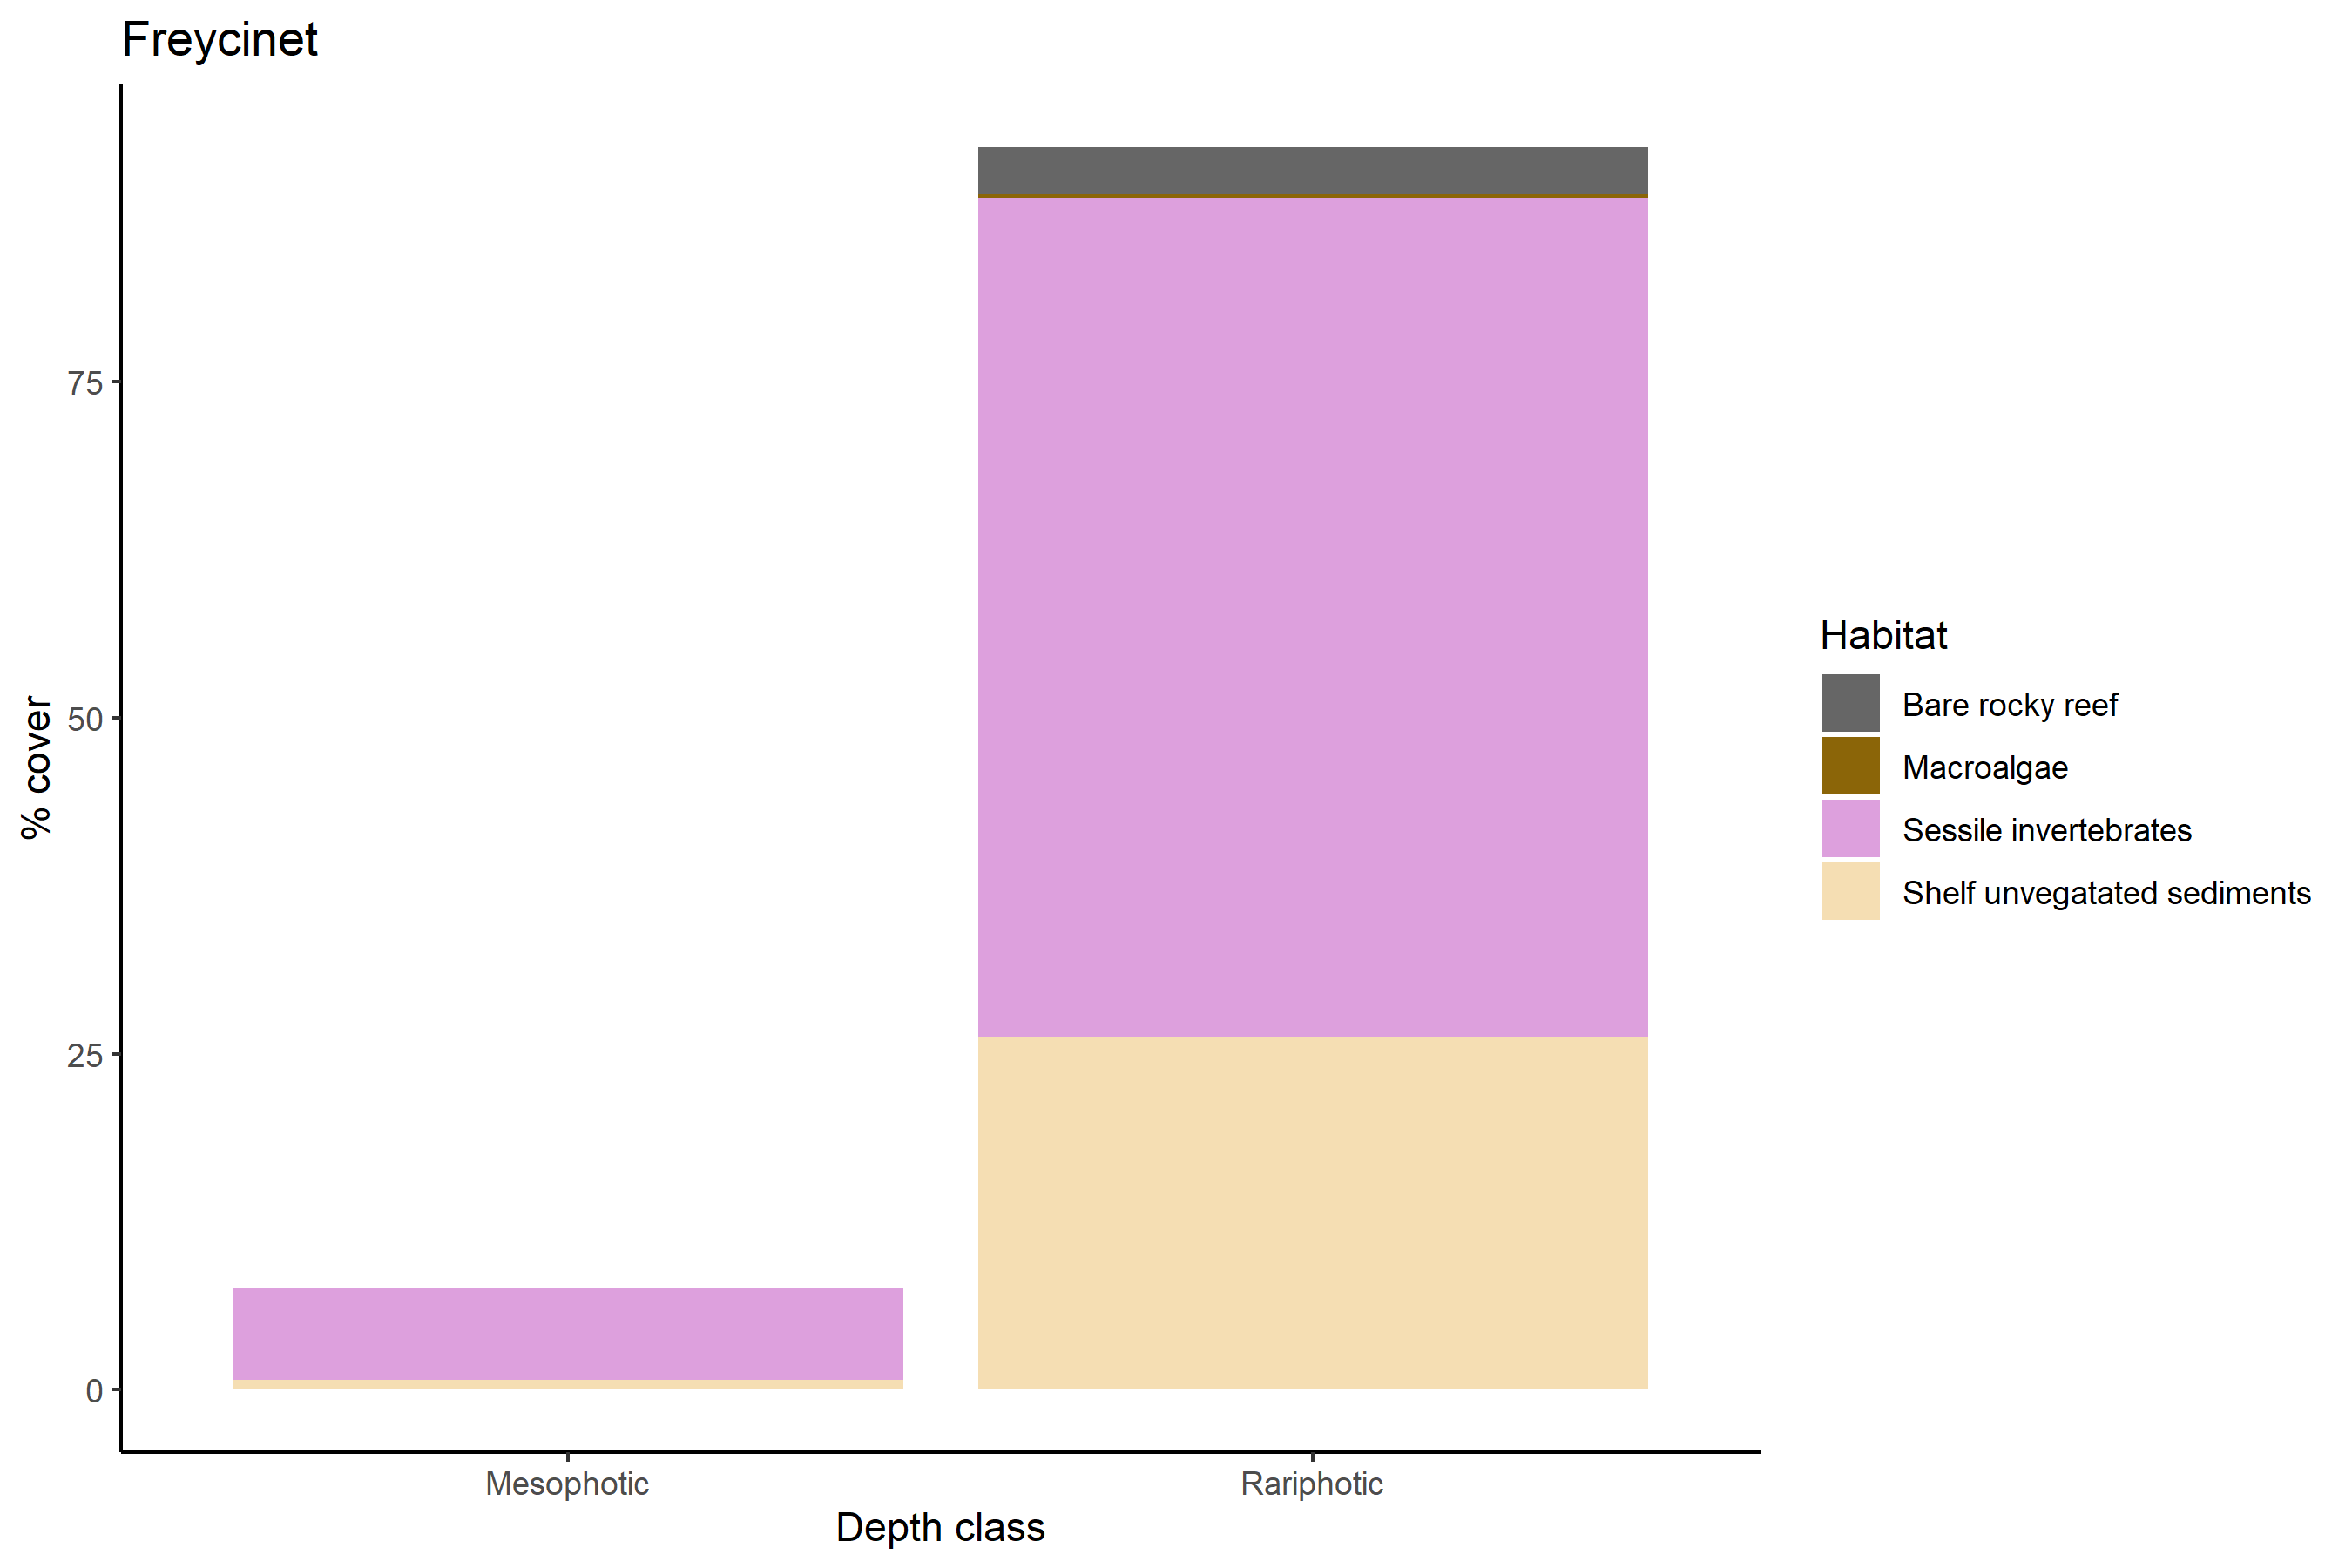 Freycinet
75
50
25
0
% cover
Mesophotic
Rariphotic
Depth class
Habitat
Bare rocky reef
Macroalgae
Sessile invertebrates
Shelf unvegatated sediments